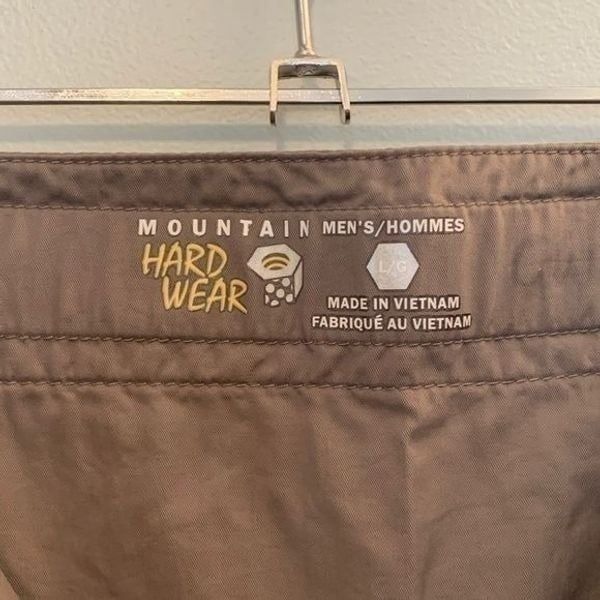 MOUNTAIN
HARD
WEAR
MEN'S/HOMMES
L/G
MADE IN VIETNAM
FABRIQUÉ AU VIETNAM